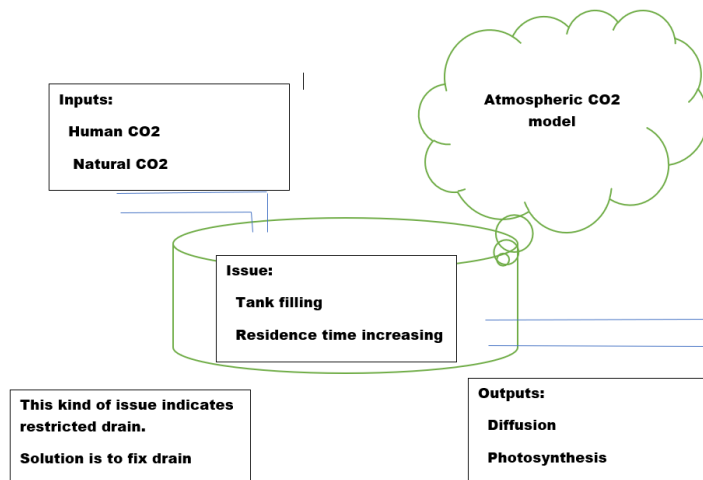 Inputs:
Human CO2
Natural CO2
Atmospheric CO2
model
Issue:
Tank filling
Residence time increasing
This kind of issue indicates
restricted drain.
Solution is to fix drain
Outputs:
Diffusion
Photosynthesis